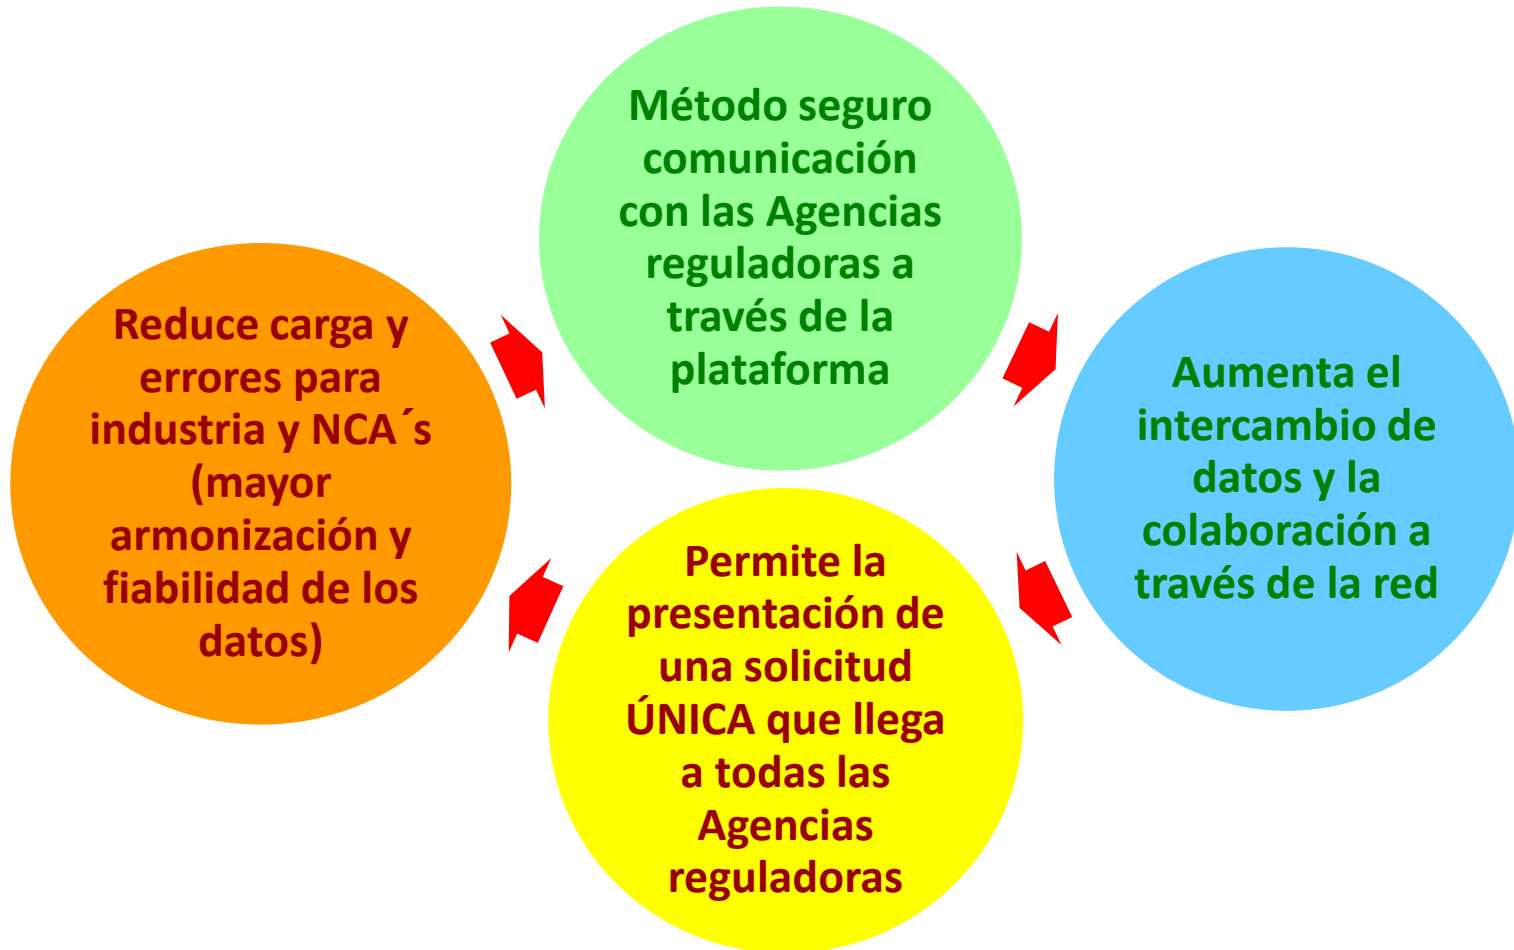 Método seguro
comunicación
con las Agencias
reguladoras a
través de la
plataforma
Aumenta el
intercambio de
datos y la
colaboración a
través de la red
Permite la
presentación de
una solicitud
ÚNICA que llega
a todas las
Agencias
reguladoras
Reduce carga y
errores para
industria y NCA´s
(mayor
armonización y
fiabilidad de los
datos)